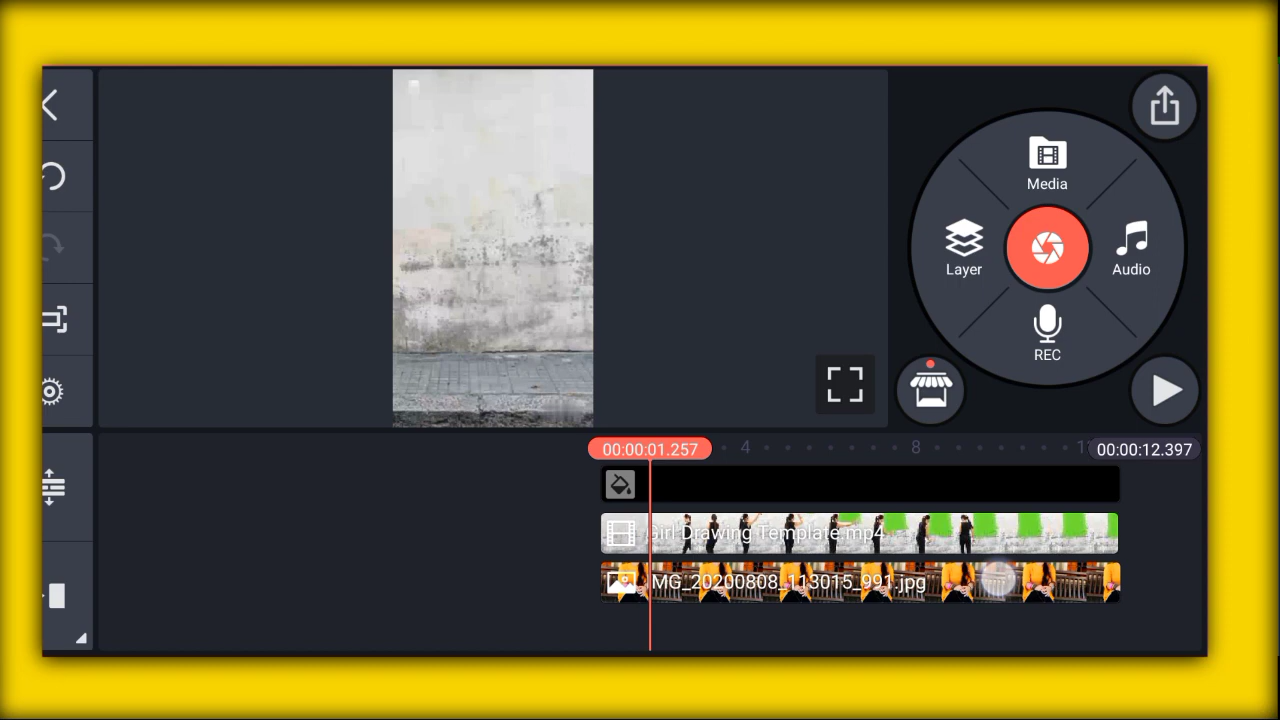 Media
Layer
Audio
REC
00:00:01.257
4
8
00:00:12.397
Girl Drawing Template.mp4
IMG_20200808_113015_991.jpg